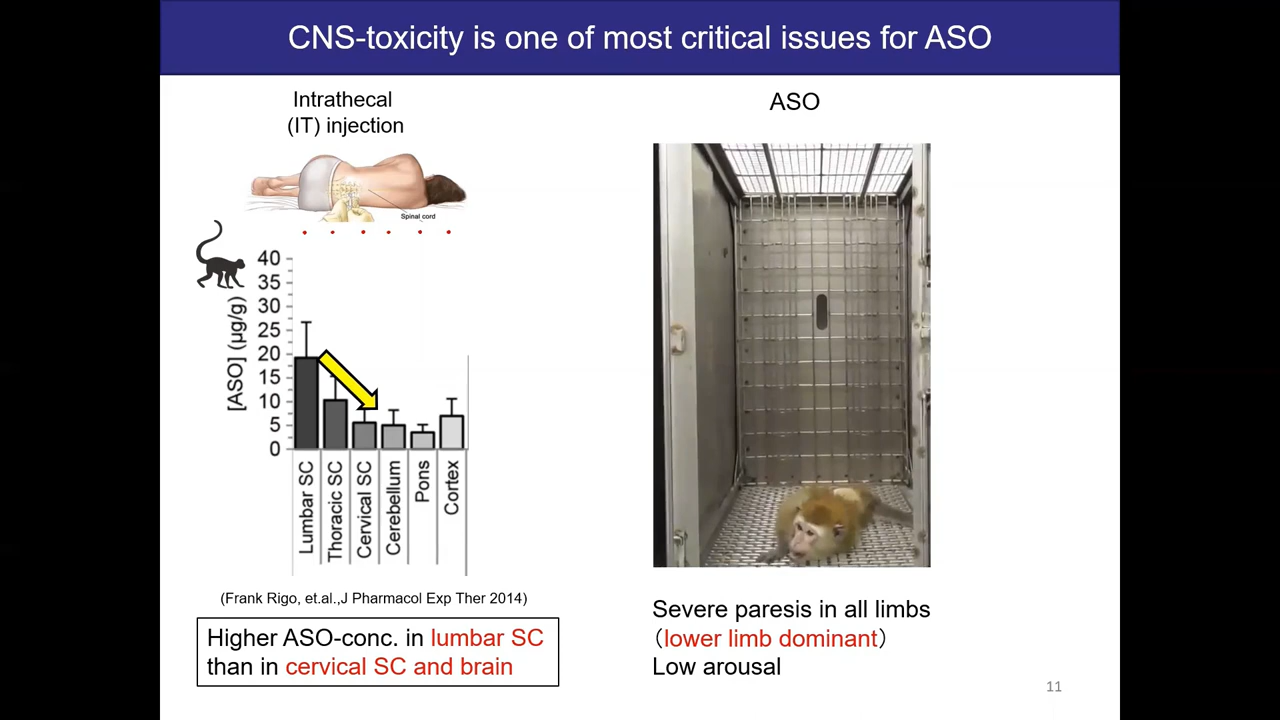 CNS-toxicity is one of most critical issues for ASO
Intrathecal
(IT) injection
Spinal cord
[ASO] (µg/g)
40
35
30
25
20
15
10
5
0
Lumbar SC
Thoracic SC
Cervical SC
Cerebellum
Pons
Cortex
(Frank Rigo, et.al.,J Pharmacol Exp Ther 2014)
Higher ASO-conc. in lumbar SC
than in cervical SC and brain
ASO
Severe paresis in all limbs
（lower limb dominant）
Low arousal
11